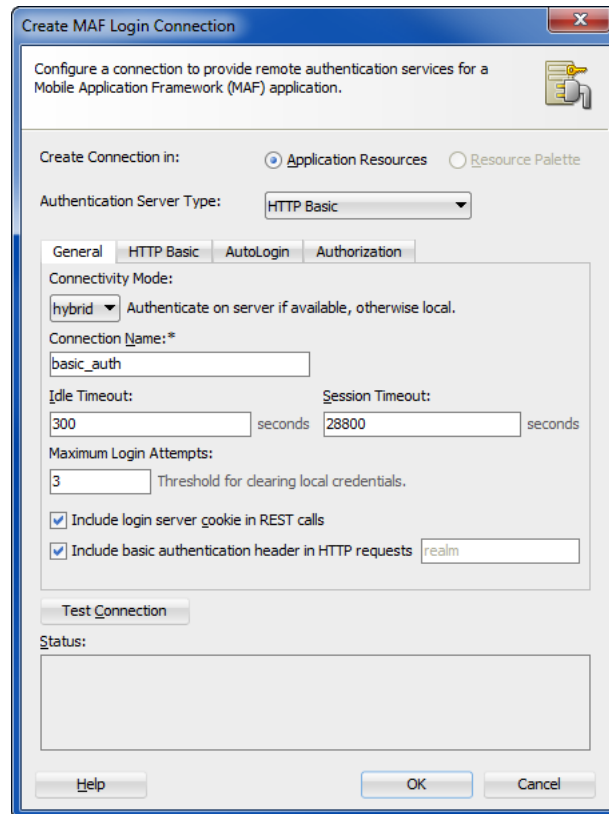 Create MAF Login Connection
Configure a connection to provide remote authentication services for a
Mobile Application Framework (MAF) application.
Create Connection in: Application Resources Resource Palette
Authentication Server Type: HTTP Basic
General HTTP Basic AutoLogin Authorization
Connectivity Mode:
hybrid Authenticate on server if available, otherwise local.
Connection Name:*
basic_auth
Idle Timeout: Session Timeout:
300 seconds 28800 seconds
Maximum Login Attempts:
3 Threshold for clearing local credentials.
Include login server cookie in REST calls
Include basic authentication header in HTTP requests realm
Test Connection
Status:
Help OK Cancel